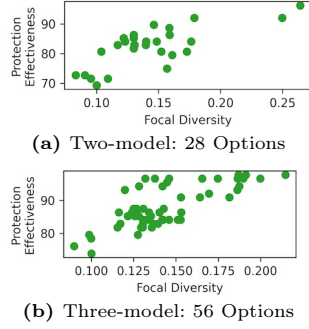 Protection
Effectiveness
90
80
70
0.10
0.15
0.20
0.25
Focal Diversity
(a) Two-model: 28 Options
Protection
Effectiveness
90
80
0.100
0.125
0.150
0.175
0.200
Focal Diversity
(b) Three-model: 56 Options